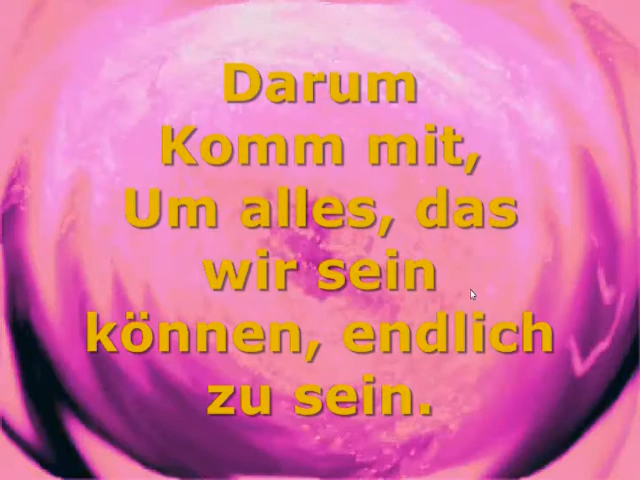 Darum
Komm mit,
Um alles, das
wir sein
können, endlich
zu sein.